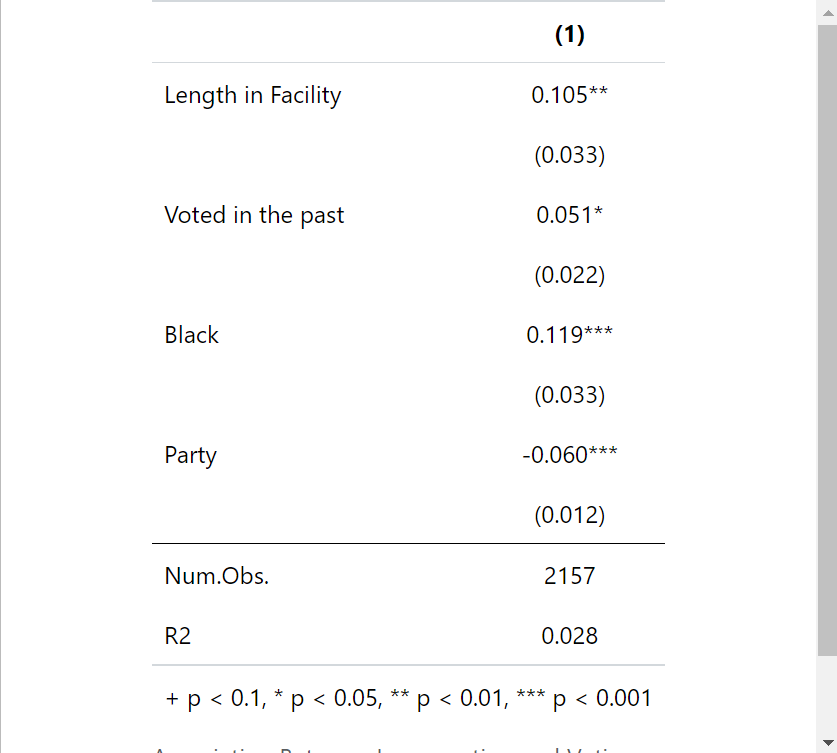 (1)
Length in Facility 0.105**
(0.033)
Voted in the past 0.051*
(0.022)
Black 0.119***
(0.033)
Party -0.060***
(0.012)
Num.Obs. 2157
R2 0.028
+ p < 0.1, * p < 0.05, ** p < 0.01, *** p < 0.001